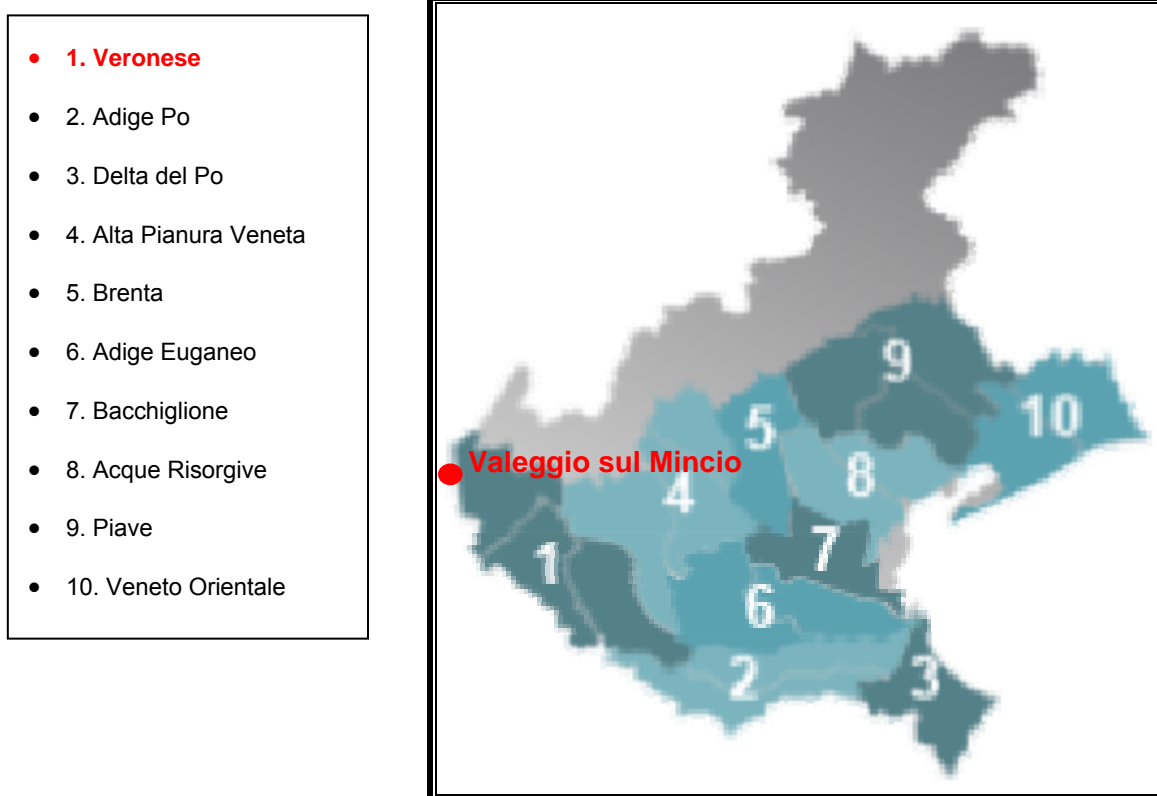 1. Veronese
2. Adige Po
3. Delta del Po
4. Alta Pianura Veneta
5. Brenta
6. Adige Euganeo
7. Bacchiglione
8. Acque Risorgive
9. Piave
10. Veneto Orientale
9
10
5
Valeggio sul Mincio
8
4
7
1
6
2
3